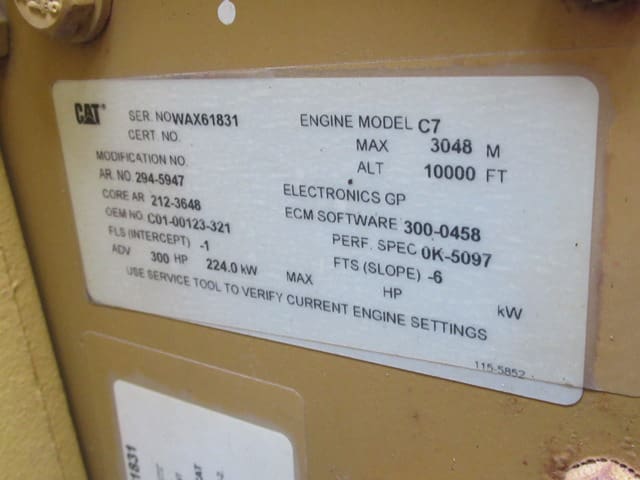 CAT® SER. NO WAX61831 ENGINE MODEL C7
CERT. NO. MAX 3048 M
MODIFICATION NO. ALT 10000 FT
AR. NO 294-5947 ELECTRONICS GP
CORE AR 212-3648 ECM SOFTWARE 300-0458
OEM NO C01-00123-321 PERF. SPEC 0K-5097
FLS (INTERCEPT) -1 FTS (SLOPE) -6
ADV 300 HP 224.0 kW MAX HP kW
USE SERVICE TOOL TO VERIFY CURRENT ENGINE SETTINGS
115-5852
1831
CAT